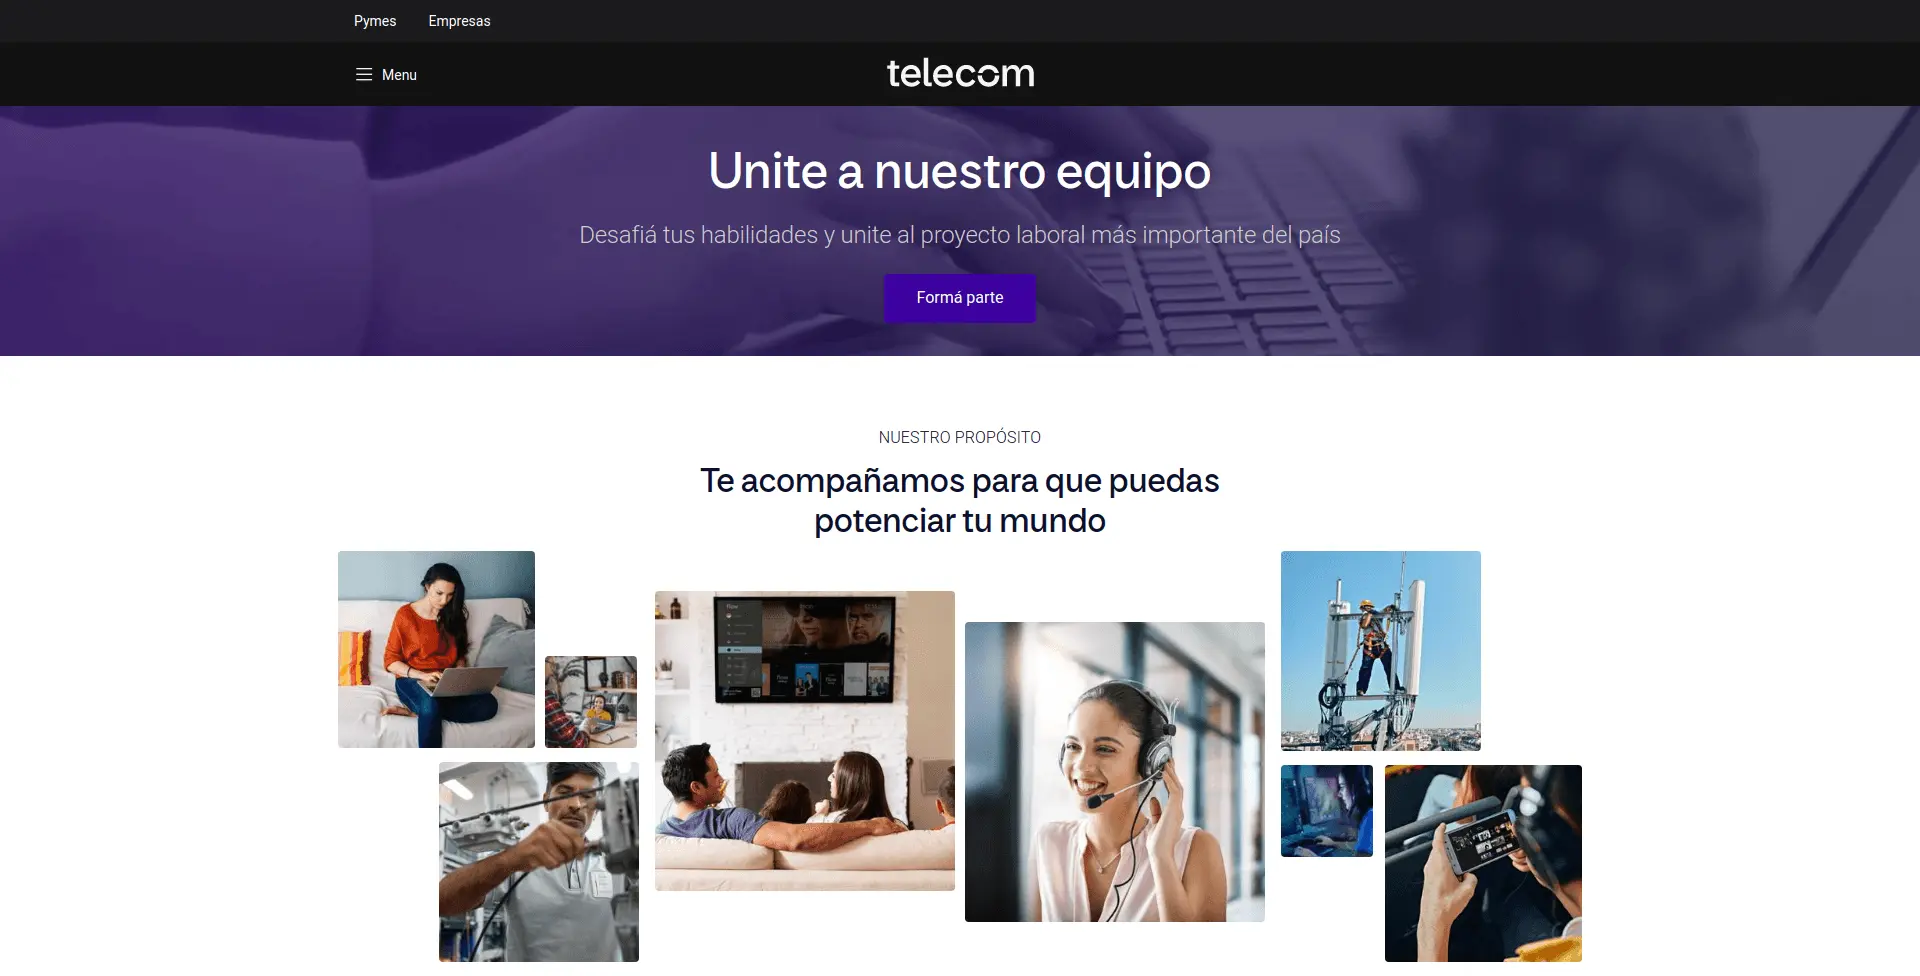 Pymes Empresas
Menu
telecom
Unite a nuestro equipo
Desafiá tus habilidades y unite al proyecto laboral más importante del país
Formá parte
NUESTRO PROPÓSITO
Te acompañamos para que puedas
potenciar tu mundo